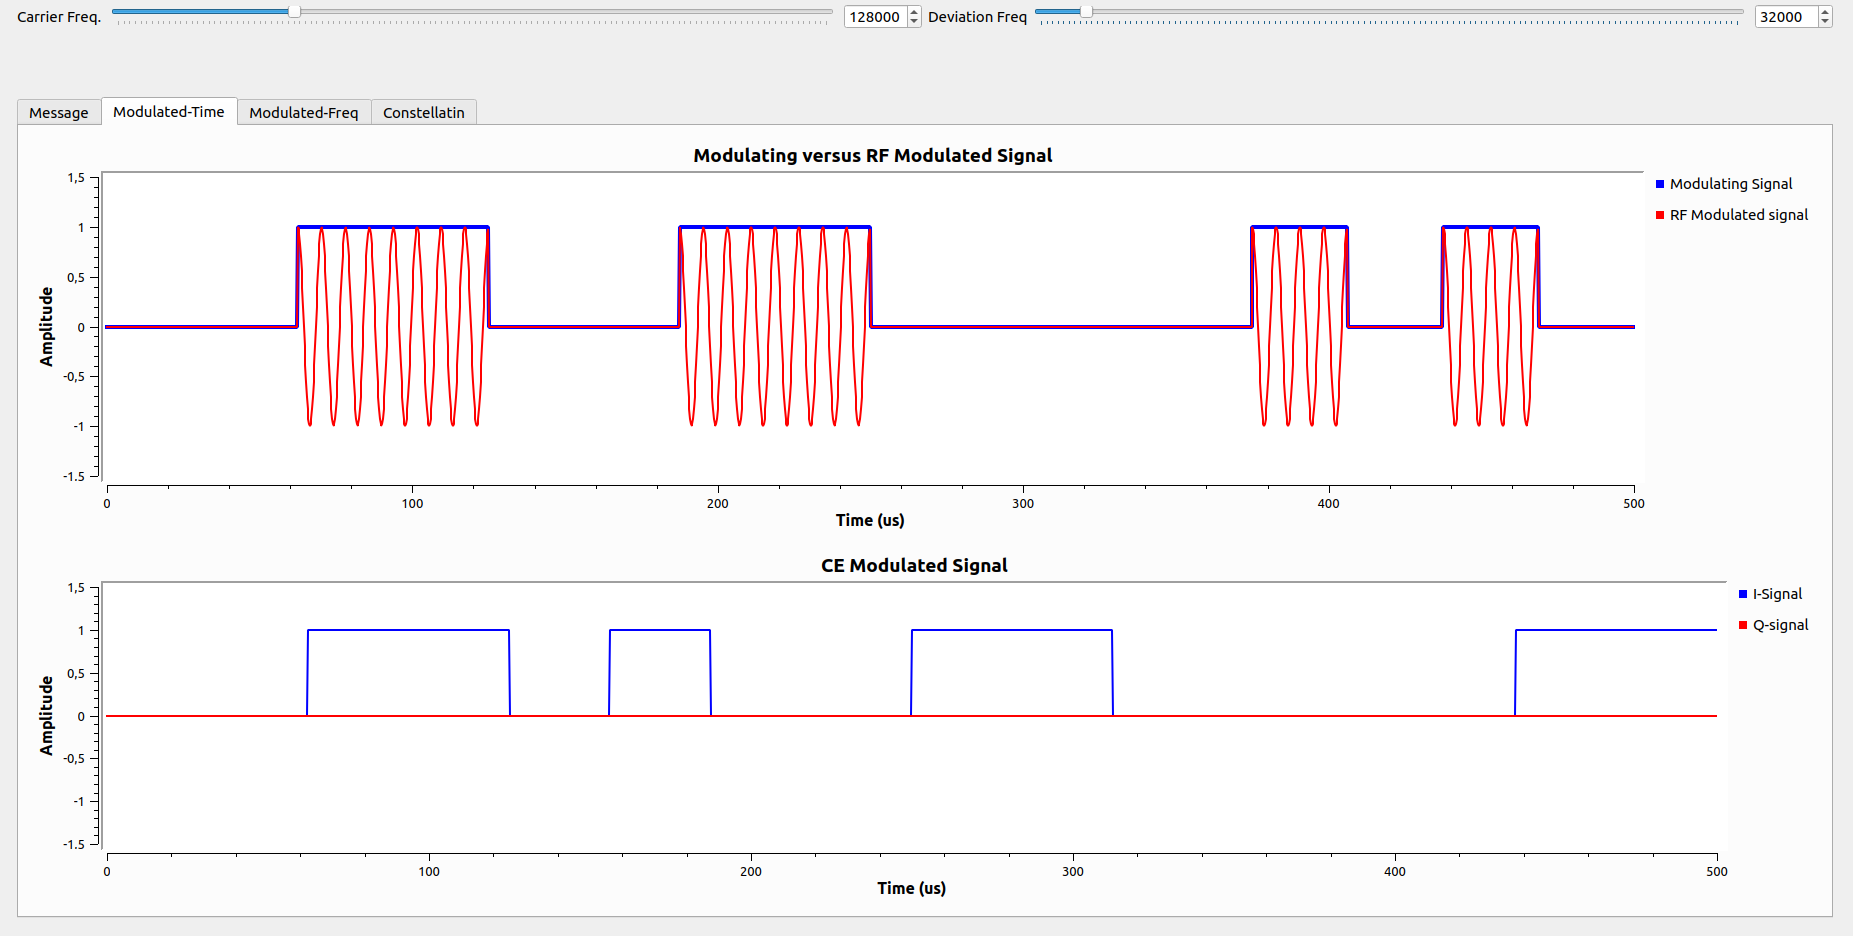 Carrier Freq. 128000 Deviation Freq 32000
Message Modulated-Time Modulated-Freq Constellatin
Modulating versus RF Modulated Signal
1,5
1
0,5
0
-0,5
-1
-1.5
Amplitude
0 100 200 300 400 500
Time (us)
Modulating Signal
RF Modulated signal
CE Modulated Signal
1,5
1
0,5
0
-0,5
-1
-1.5
Amplitude
0 100 200 300 400 500
Time (us)
I-Signal
Q-signal